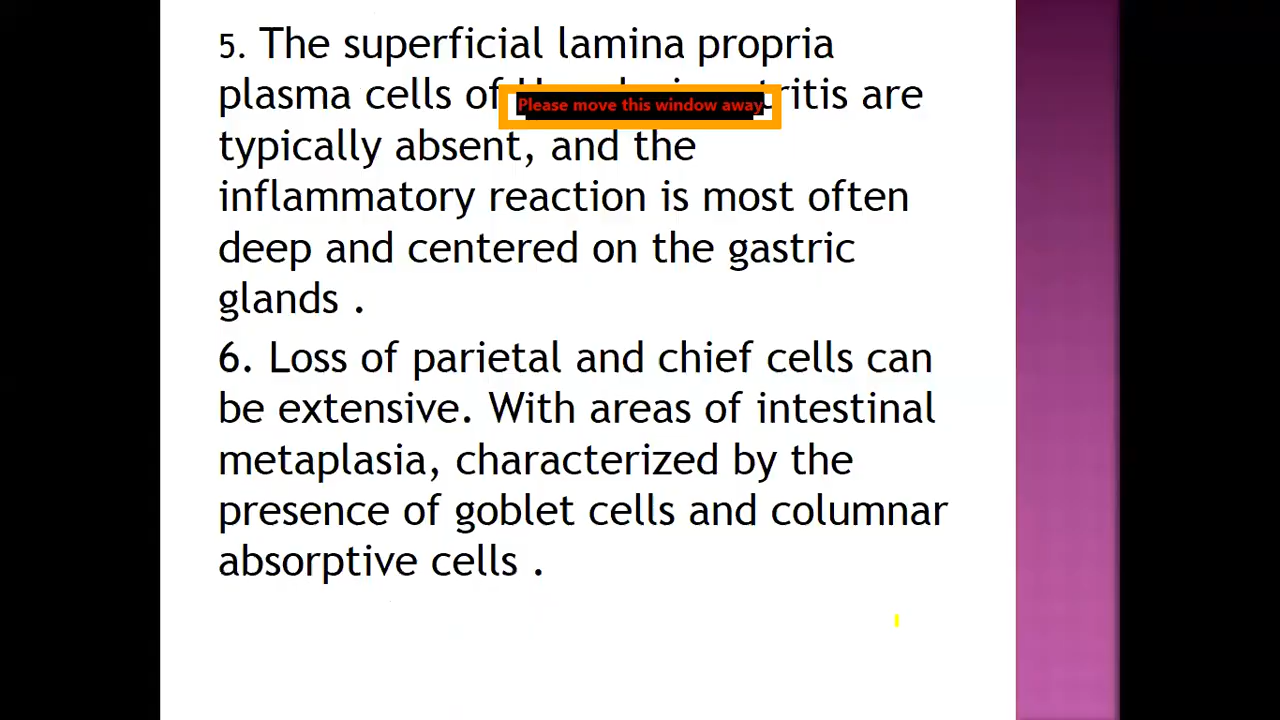 5. The superficial lamina propria
plasma cells of are
Please move this window away
typically absent, and the
inflammatory reaction is most often
deep and centered on the gastric
glands .
6. Loss of parietal and chief cells can
be extensive. With areas of intestinal
metaplasia, characterized by the
presence of goblet cells and columnar
absorptive cells .